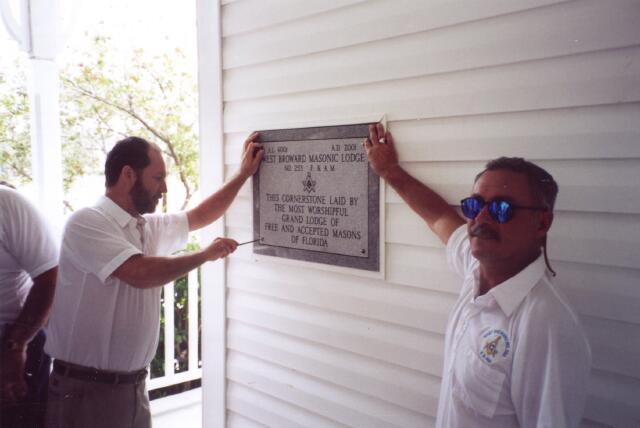 A.L. 6001 A.D. 2001
WEST BROWARD MASONIC LODGE
NO. 253 F. & A.M.
THIS CORNERSTONE LAID BY
THE MOST WORSHIPFUL
GRAND LODGE OF
FREE AND ACCEPTED MASONS
OF FLORIDA